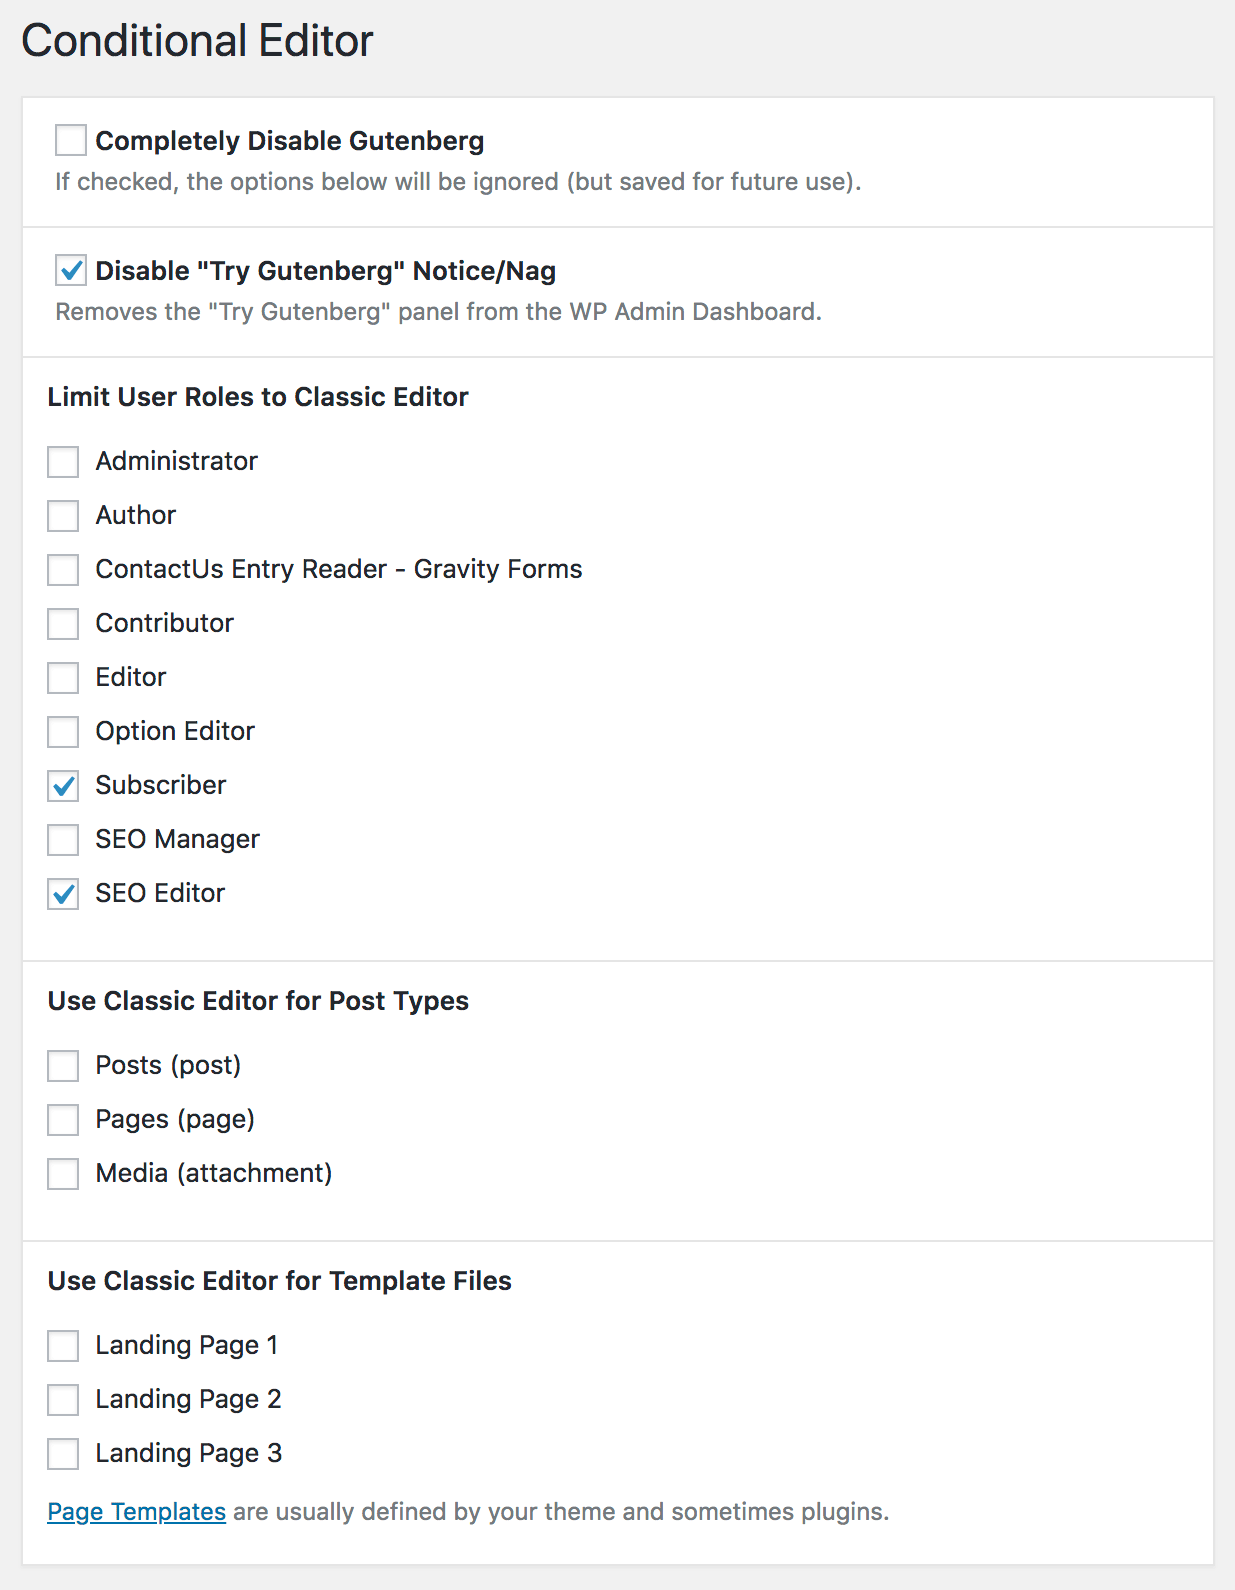 Conditional Editor
Completely Disable Gutenberg
If checked, the options below will be ignored (but saved for future use).
Disable "Try Gutenberg" Notice/Nag
Removes the "Try Gutenberg" panel from the WP Admin Dashboard.
Limit User Roles to Classic Editor
Administrator
Author
ContactUs Entry Reader - Gravity Forms
Contributor
Editor
Option Editor
Subscriber
SEO Manager
SEO Editor
Use Classic Editor for Post Types
Posts (post)
Pages (page)
Media (attachment)
Use Classic Editor for Template Files
Landing Page 1
Landing Page 2
Landing Page 3
Page Templates are usually defined by your theme and sometimes plugins.